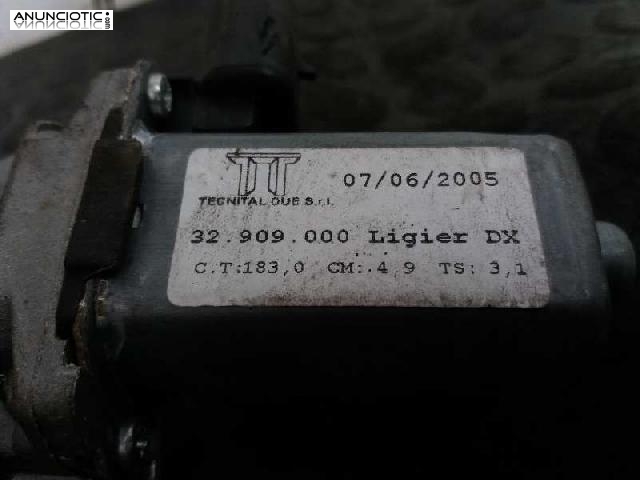 ANUNCIOTIC.com
TECNITAL DUE S.r.l.
07/06/2005
32.909.000 Ligier DX
C.T:183,0 CM:.4,9 TS: 3,1